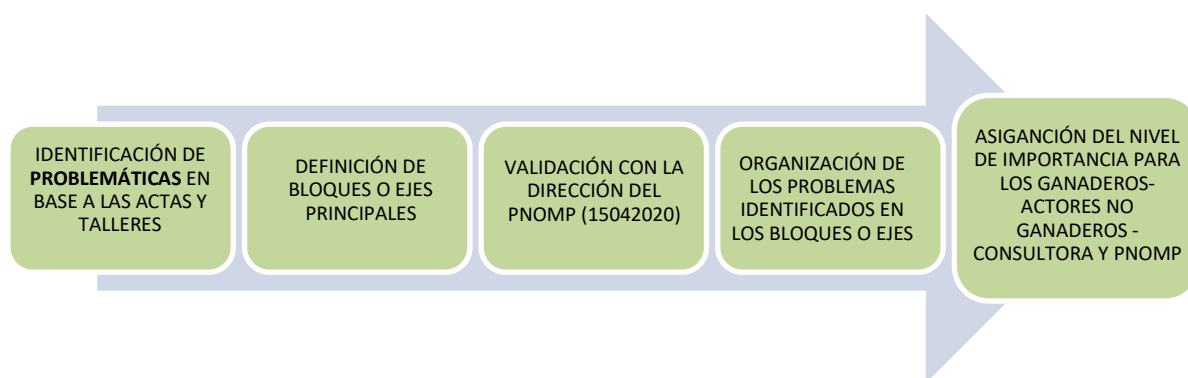 IDENTIFICACIÓN DE
PROBLEMÁTICAS EN
BASE A LAS ACTAS Y
TALLERES
DEFINICIÓN DE
BLOQUES O EJES
PRINCIPALES
VALIDACIÓN CON LA
DIRECCIÓN DEL
PNOMP (15042020)
ORGANIZACIÓN DE
LOS PROBLEMAS
IDENTIFICADOS EN
LOS BLOQUES O EJES
ASIGANCIÓN DEL NIVEL
DE IMPORTANCIA PARA
LOS GANADEROS-
ACTORES NO
GANADEROS -
CONSULTORA Y PNOMP